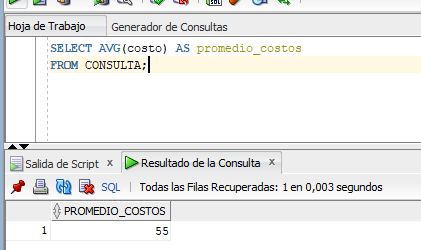 SQL
Hoja de Trabajo Generador de Consultas
SELECT AVG(costo) AS promedio_costos
FROM CONSULTA;
Salida de Script x Resultado de la Consulta x
SQL | Todas las Filas Recuperadas: 1 en 0,003 segundos
PROMEDIO_COSTOS
1 55